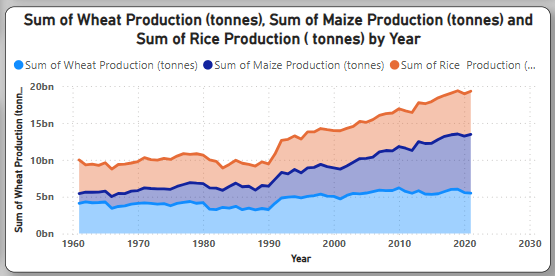 Sum of Wheat Production (tonnes), Sum of Maize Production (tonnes) and
Sum of Rice Production ( tonnes) by Year
Sum of Wheat Production (tonnes) Sum of Maize Production (tonnes) Sum of Rice Production (...
Sum of Wheat Production (tonn...
20bn
15bn
10bn
5bn
0bn
1960 1970 1980 1990 2000 2010 2020 2030
Year